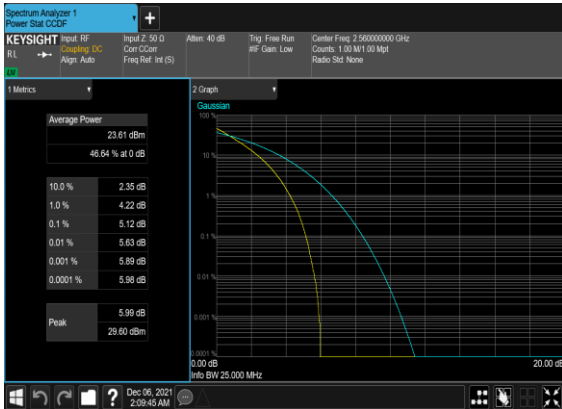 Spectrum Analyzer 1
Power Stat CCDF
KEYSIGHT
RL
LW
Input: RF
Coupling: DC
Align: Auto
Input Z: 50 Ω
Corr CCorr
Freq Ref: Int (S)
Atten: 40 dB
Trig: Free Run
#IF Gain: Low
Center Freq: 2.560000000 GHz
Counts: 1.00 M/1.00 Mpt
Radio Std: None
1 Metrics
Average Power
23.61 dBm
46.64 % at 0 dB
10.0 % 2.35 dB
1.0 % 4.22 dB
0.1 % 5.12 dB
0.01 % 5.63 dB
0.001 % 5.89 dB
0.0001 % 5.98 dB
Peak
5.99 dB
29.60 dBm
2 Graph
Gaussian
100 %
10 %
1 %
0.1 %
0.01 %
0.001 %
0.0001 %
0.00 dB
20.00 dB
Info BW 25.000 MHz
Dec 06, 2021
2:09:45 AM